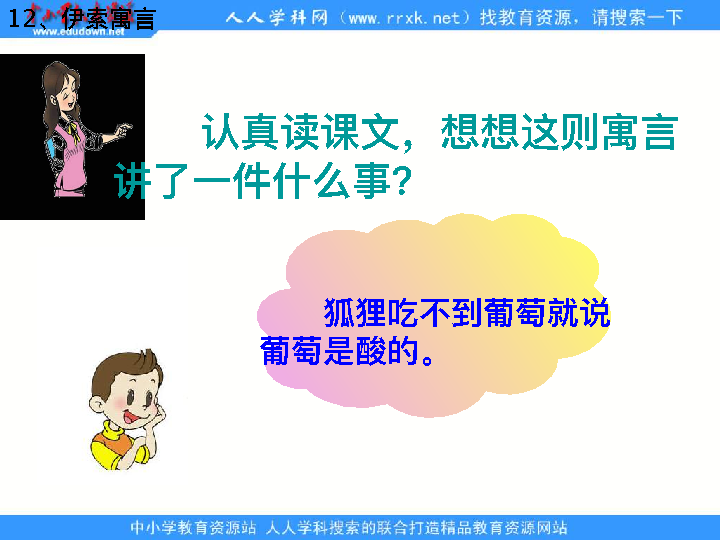 12、伊索寓言
www.edudown.net
人人学科网（www.rrxk.net）找教育资源，请搜索一下
认真读课文，想想这则寓言
讲了一件什么事?
狐狸吃不到葡萄就说
葡萄是酸的。
中小学教育资源站 人人学科搜索的联合打造精品教育资源网站